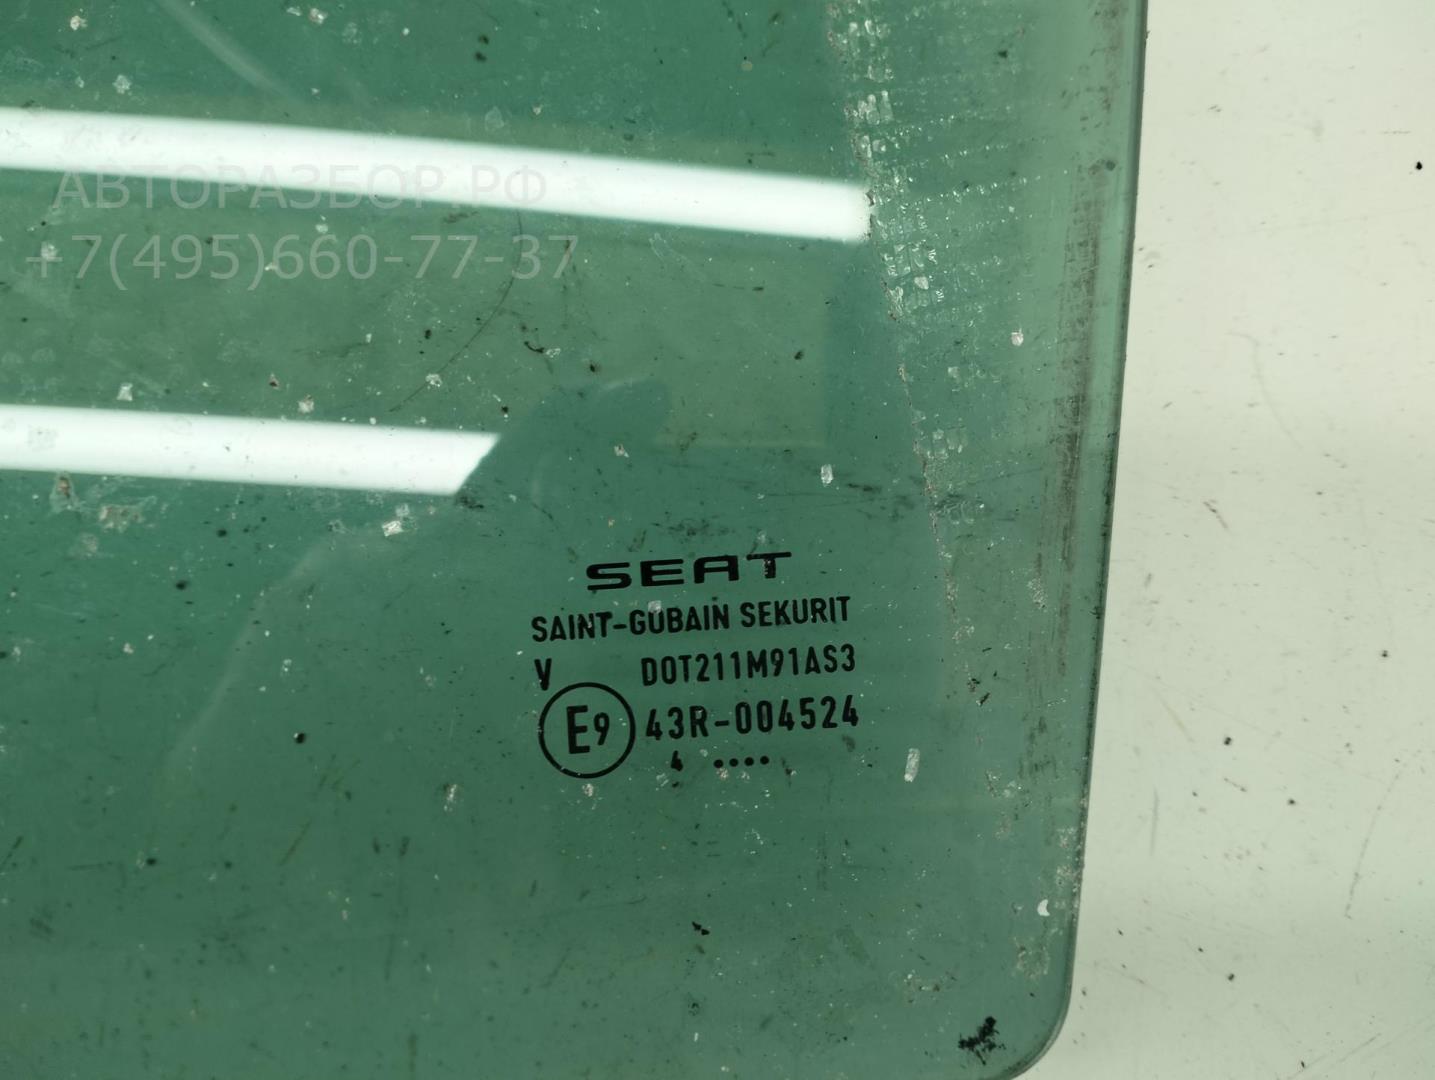 АВТОРАЗБОР.РФ
+7(495)660-77-37
SEAT
SAINT-GOBAIN SEKURIT
V DOT211M91AS3
E9 43R-004524
4 ••••